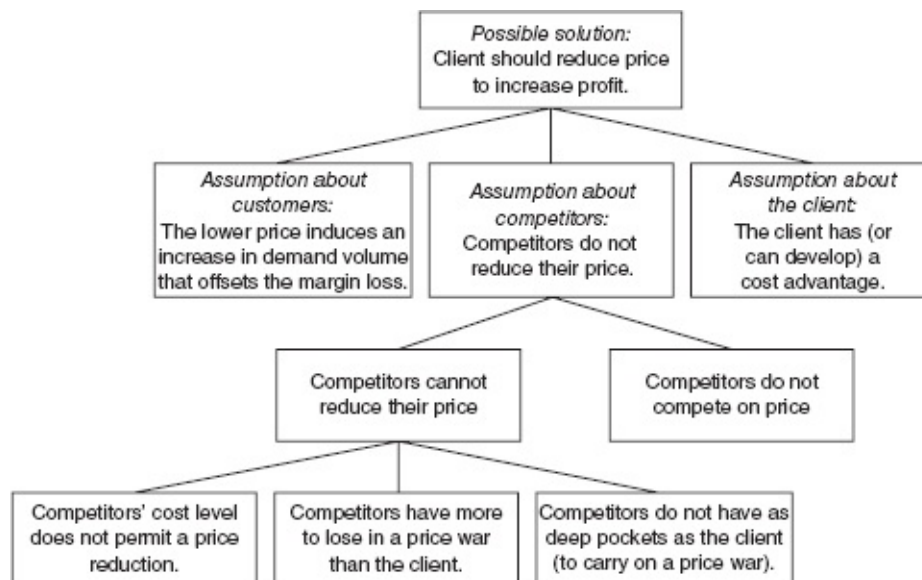 Possible solution:
Client should reduce price
to increase profit.
Assumption about
customers:
The lower price induces an
increase in demand volume
that offsets the margin loss.
Assumption about
competitors:
Competitors do not
reduce their price.
Assumption about
the client:
The client has (or
can develop) a
cost advantage.
Competitors cannot
reduce their price
Competitors do not
compete on price
Competitors' cost level
does not permit a price
reduction.
Competitors have more
to lose in a price war
than the client.
Competitors do not have as
deep pockets as the client
(to carry on a price war).